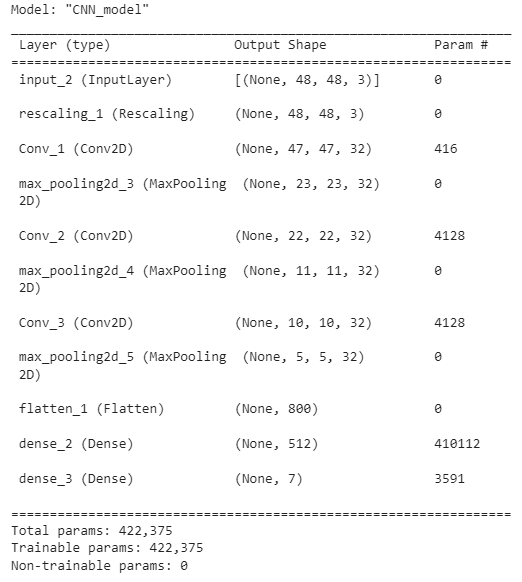 Model: "CNN_model"
_________________________________________________________________
Layer (type) Output Shape Param #
=================================================================
input_2 (InputLayer) [(None, 48, 48, 3)] 0
rescaling_1 (Rescaling) (None, 48, 48, 3) 0
Conv_1 (Conv2D) (None, 47, 47, 32) 416
max_pooling2d_3 (MaxPooling (None, 23, 23, 32) 0
2D)
Conv_2 (Conv2D) (None, 22, 22, 32) 4128
max_pooling2d_4 (MaxPooling (None, 11, 11, 32) 0
2D)
Conv_3 (Conv2D) (None, 10, 10, 32) 4128
max_pooling2d_5 (MaxPooling (None, 5, 5, 32) 0
2D)
flatten_1 (Flatten) (None, 800) 0
dense_2 (Dense) (None, 512) 410112
dense_3 (Dense) (None, 7) 3591
=================================================================
Total params: 422,375
Trainable params: 422,375
Non-trainable params: 0